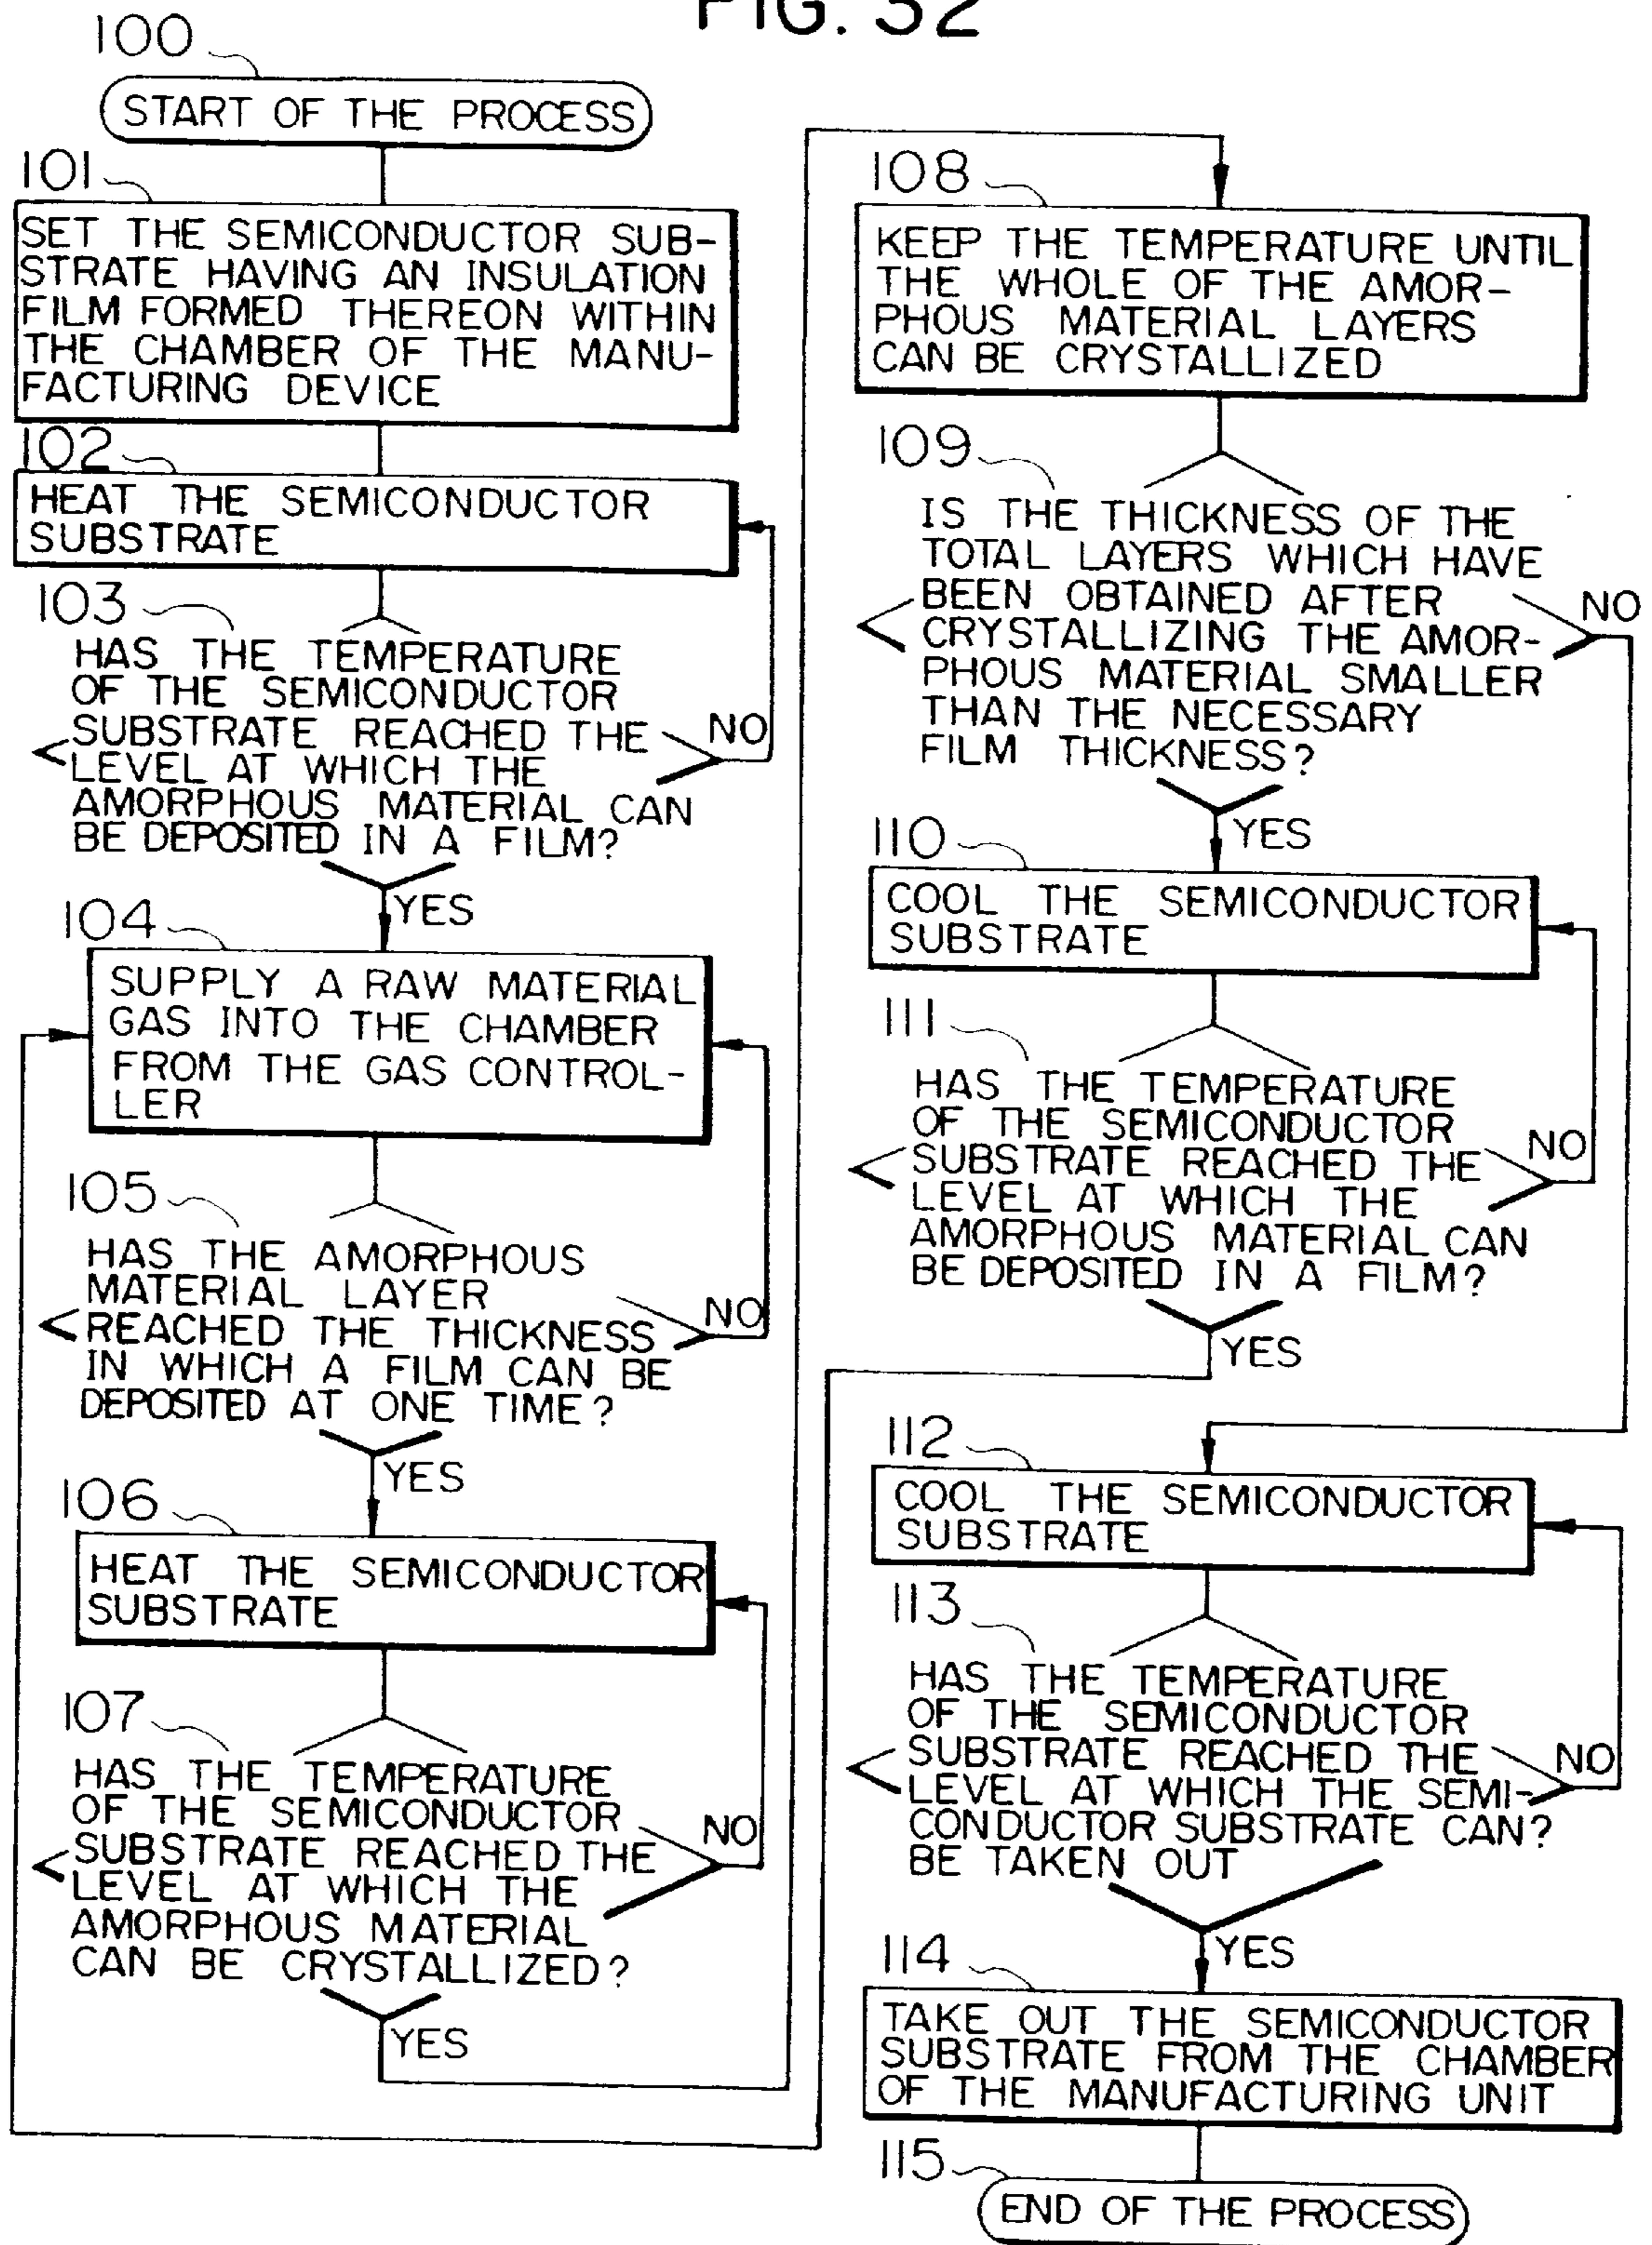 FIG. 32
100
START OF THE PROCESS
101
SET THE SEMICONDUCTOR SUB-
STRATE HAVING AN INSULATION
FILM FORMED THEREON WITHIN
THE CHAMBER OF THE MANU-
FACTURING DEVICE
102
HEAT THE SEMICONDUCTOR
SUBSTRATE
103
HAS THE TEMPERATURE
OF THE SEMICONDUCTOR
SUBSTRATE REACHED THE
NO
LEVEL AT WHICH THE
AMORPHOUS MATERIAL CAN
BE DEPOSITED IN A FILM?
YES
104
SUPPLY A RAW MATERIAL
GAS INTO THE CHAMBER
FROM THE GAS CONTROL-
LER
105
HAS THE AMORPHOUS
MATERIAL LAYER
NO
REACHED THE THICKNESS
IN WHICH A FILM CAN BE
DEPOSITED AT ONE TIME?
YES
106
HEAT THE SEMICONDUCTOR
SUBSTRATE
107
HAS THE TEMPERATURE
OF THE SEMICONDUCTOR
NO
SUBSTRATE REACHED THE
LEVEL AT WHICH THE
AMORPHOUS MATERIAL
CAN BE CRYSTALLIZED?
YES
108
KEEP THE TEMPERATURE UNTIL
THE WHOLE OF THE AMOR-
PHOUS MATERIAL LAYERS
CAN BE CRYSTALLIZED
109
IS THE THICKNESS OF THE
TOTAL LAYERS WHICH HAVE
BEEN OBTAINED AFTER
NO
CRYSTALLIZING THE AMOR-
PHOUS MATERIAL SMALLER
THAN THE NECESSARY
FILM THICKNESS?
YES
110
COOL THE SEMICONDUCTOR
SUBSTRATE
111
HAS THE TEMPERATURE
OF THE SEMICONDUCTOR
NO
SUBSTRATE REACHED THE
LEVEL AT WHICH THE
AMORPHOUS MATERIAL CAN
BE DEPOSITED IN A FILM?
YES
112
COOL THE SEMICONDUCTOR
SUBSTRATE
113
HAS THE TEMPERATURE
OF THE SEMICONDUCTOR
SUBSTRATE REACHED THE
NO
LEVEL AT WHICH THE SEMI-
CONDUCTOR SUBSTRATE CAN?
BE TAKEN OUT
YES
114
TAKE OUT THE SEMICONDUCTOR
SUBSTRATE FROM THE CHAMBER
OF THE MANUFACTURING UNIT
115
END OF THE PROCESS